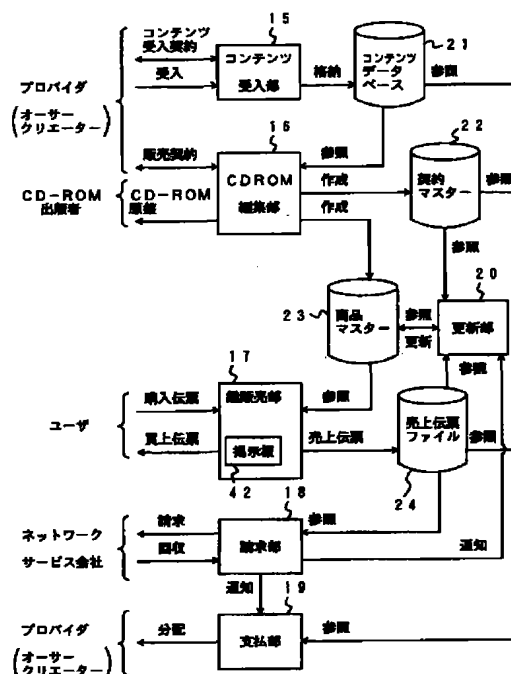 コンテンツ
受入契約
受入
プロバイダ
(オーサー
クリエーター)
15
コンテンツ
受入部
格納
21
コンテンツ
データ
ベース
参照
販売契約
16
CDROM
編集部
参照
作成
作成
22
契約
マスター
参照
CD-ROM
出版者
CD-ROM
原盤
参照
23
商品
マスター
参照
更新
20
更新部
参照
ユーザ
購入伝票
買上伝票
17
掲示板
42
参照
売上伝票
売上伝票
ファイル
24
参照
ネットワーク
サービス会社
請求
回収
18
請求部
参照
通知
通知
プロバイダ
(オーサー
クリエーター)
分配
19
支払部
参照